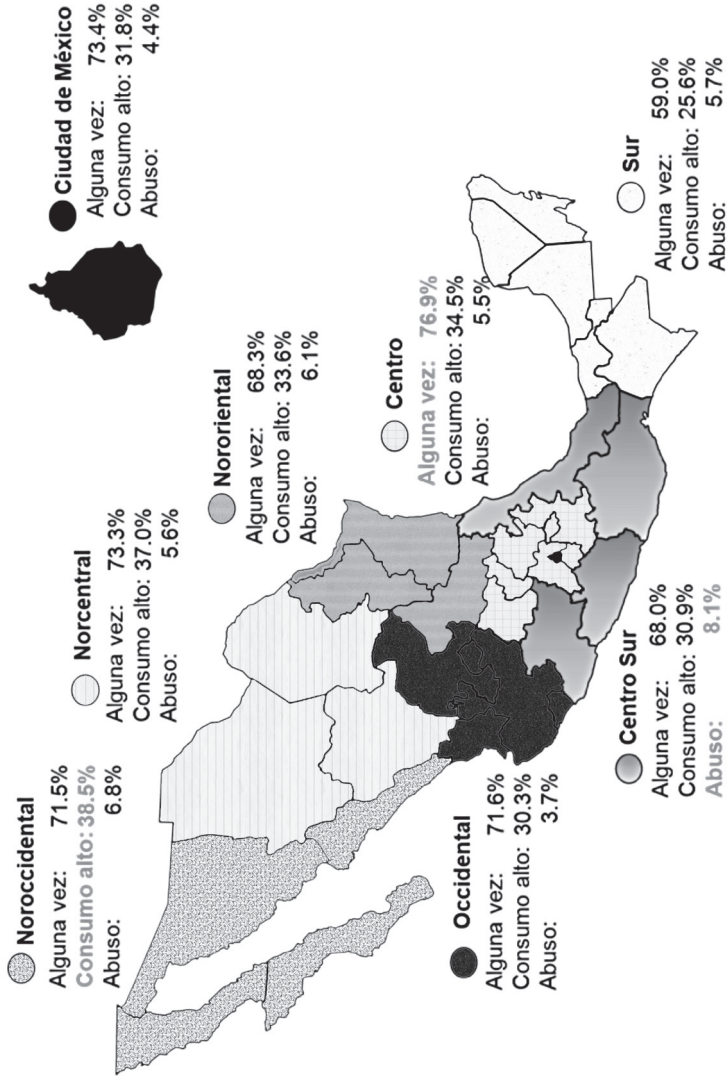 Noroccidental
Alguna vez: 71.5%
Consumo alto: 38.5%
Abuso: 6.8%
Norcentral
Alguna vez: 73.3%
Consumo alto: 37.0%
Abuso: 5.6%
Nororiental
Alguna vez: 68.3%
Consumo alto: 33.6%
Abuso: 6.1%
Ciudad de México
Alguna vez: 73.4%
Consumo alto: 31.8%
Abuso: 4.4%
Centro
Alguna vez: 76.9%
Consumo alto: 34.5%
Abuso: 5.5%
Occidental
Alguna vez: 71.6%
Consumo alto: 30.3%
Abuso: 3.7%
Centro Sur
Alguna vez: 68.0%
Consumo alto: 30.9%
Abuso: 8.1%
Sur
Alguna vez: 59.0%
Consumo alto: 25.6%
Abuso: 5.7%